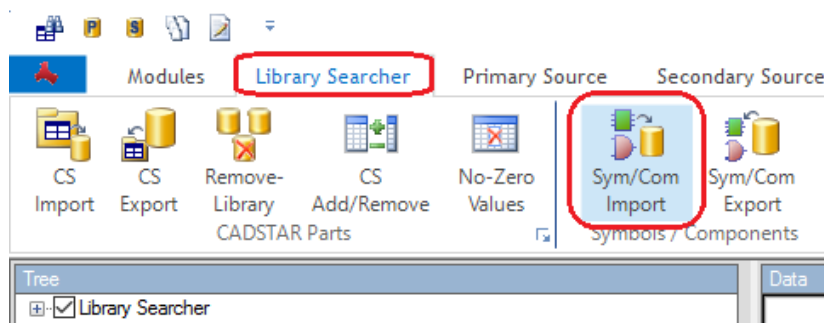 P S
Modules Library Searcher Primary Source Secondary Source
CS Import CS Export Remove-Library CS Add/Remove No-Zero Values Sym/Com Import Sym/Com Export
CADSTAR Parts Symbols / Components
Tree Data
Library Searcher